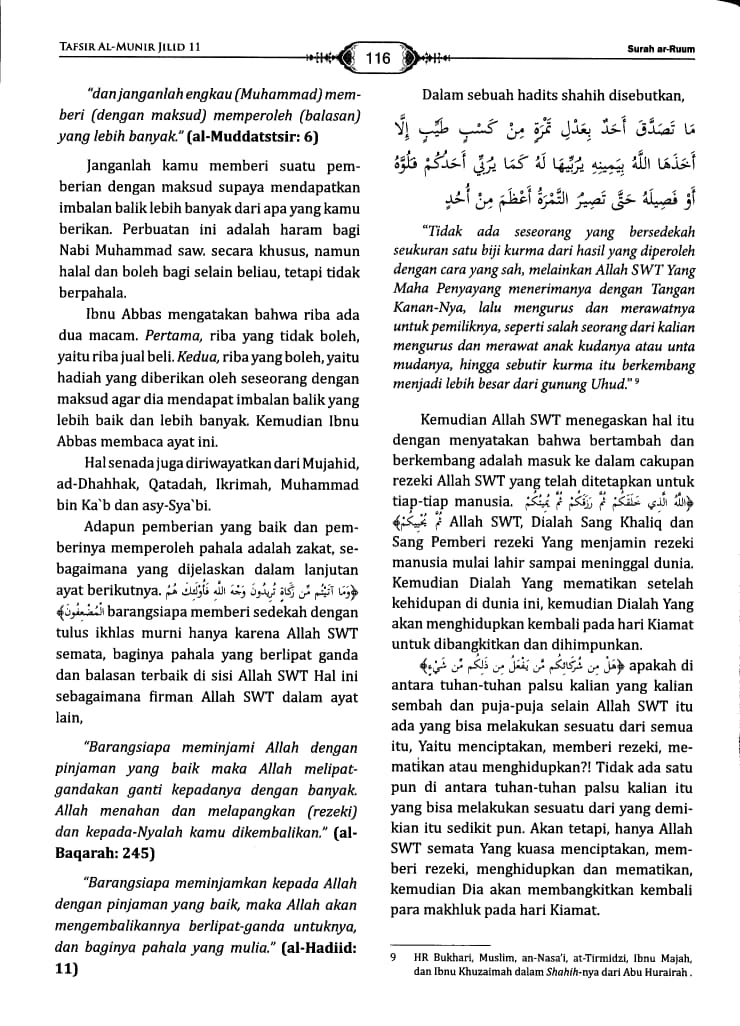 TAFSIR AL-MUNIR JILID 11
116
Surah ar-Ruum
"dan janganlah engkau (Muhammad) mem-
beri (dengan maksud) memperoleh (balasan)
yang lebih banyak." (al-Muddatstsir: 6)
Janganlah kamu memberi suatu pem-
berian dengan maksud supaya mendapatkan
imbalan balik lebih banyak dari apa yang kamu
berikan. Perbuatan ini adalah haram bagi
Nabi Muhammad saw. secara khusus, namun
halal dan boleh bagi selain beliau, tetapi tidak
berpahala.
Ibnu Abbas mengatakan bahwa riba ada
dua macam. Pertama, riba yang tidak boleh,
yaitu riba jual beli. Kedua, riba yang boleh, yaitu
hadiah yang diberikan oleh seseorang dengan
maksud agar dia mendapat imbalan balik yang
lebih baik dan lebih banyak. Kemudian Ibnu
Abbas membaca ayat ini.
Hal senada juga diriwayatkan dari Mujahid,
ad-Dhahhak, Qatadah, Ikrimah, Muhammad
bin Ka`b dan asy-Sya`bi.
Adapun pemberian yang baik dan pem-
berinya memperoleh pahala adalah zakat, se-
bagaimana yang dijelaskan dalam lanjutan
ayat berikutnya. ﴿وَمَا آتَيْتُم مِّن زَكَاةٍ تُرِيدُونَ وَجْهَ اللَّهِ فَأُولَٰئِكَ هُمُ
الْمُضْعِفُونَ﴾ barangsiapa memberi sedekah dengan
tulus ikhlas murni hanya karena Allah SWT
semata, baginya pahala yang berlipat ganda
dan balasan terbaik di sisi Allah SWT Hal ini
sebagaimana firman Allah SWT dalam ayat
lain,
"Barangsiapa meminjami Allah dengan
pinjaman yang baik maka Allah melipat-
gandakan ganti kepadanya dengan banyak.
Allah menahan dan melapangkan (rezeki)
dan kepada-Nyalah kamu dikembalikan." (al-
Baqarah: 245)
"Barangsiapa meminjamkan kepada Allah
dengan pinjaman yang baik, maka Allah akan
mengembalikannya berlipat-ganda untuknya,
dan baginya pahala yang mulia." (al-Hadiid:
11)
Dalam sebuah hadits shahih disebutkan,
مَا تَصَدَّقَ أَحَدٌ بِعَدْلِ تَمْرَةٍ مِنْ كَسْبٍ طَيِّبٍ إِلَّا
أَخَذَهَا اللَّهُ بِيَمِينِهِ يُرَبِّيهَا لَهُ كَمَا يُرَبِّي أَحَدُكُمْ فَلُوَّهُ
أَوْ فَصِيلَهُ حَتَّى تَصِيرَ التَّمْرَةُ أَعْظَمَ مِنْ أُحُدٍ
"Tidak ada seseorang yang bersedekah
seukuran satu biji kurma dari hasil yang diperoleh
dengan cara yang sah, melainkan Allah SWT Yang
Maha Penyayang menerimanya dengan Tangan
Kanan-Nya, lalu mengurus dan merawatnya
untuk pemiliknya, seperti salah seorang dari kalian
mengurus dan merawat anak kudanya atau unta
mudanya, hingga sebutir kurma itu berkembang
menjadi lebih besar dari gunung Uhud." 9
Kemudian Allah SWT menegaskan hal itu
dengan menyatakan bahwa bertambah dan
berkembang adalah masuk ke dalam cakupan
rezeki Allah SWT yang telah ditetapkan untuk
tiap-tiap manusia. ﴿اللَّهُ الَّذِي خَلَقَكُمْ ثُمَّ رَزَقَكُمْ ثُمَّ يُمِيتُكُمْ
ثُمَّ يُحْيِيكُمْ﴾ Allah SWT, Dialah Sang Khaliq dan
Sang Pemberi rezeki Yang menjamin rezeki
manusia mulai lahir sampai meninggal dunia.
Kemudian Dialah Yang mematikan setelah
kehidupan di dunia ini, kemudian Dialah Yang
akan menghidupkan kembali pada hari Kiamat
untuk dibangkitkan dan dihimpunkan.
﴿هَلْ مِن شُرَكَائِكُم مَّن يَفْعَلُ مِن ذَٰلِكُم مِّن شَيْءٍ﴾ apakah di
antara tuhan-tuhan palsu kalian yang kalian
sembah dan puja-puja selain Allah SWT itu
ada yang bisa melakukan sesuatu dari semua
itu, Yaitu menciptakan, memberi rezeki, me-
matikan atau menghidupkan?! Tidak ada satu
pun di antara tuhan-tuhan palsu kalian itu
yang bisa melakukan sesuatu dari yang demi-
kian itu sedikit pun. Akan tetapi, hanya Allah
SWT semata Yang kuasa menciptakan, mem-
beri rezeki, menghidupkan dan mematikan,
kemudian Dia akan membangkitkan kembali
para makhluk pada hari Kiamat.
9 HR Bukhari, Muslim, an-Nasa'i, at-Tirmidzi, Ibnu Majah,
dan Ibnu Khuzaimah dalam Shahih-nya dari Abu Hurairah .